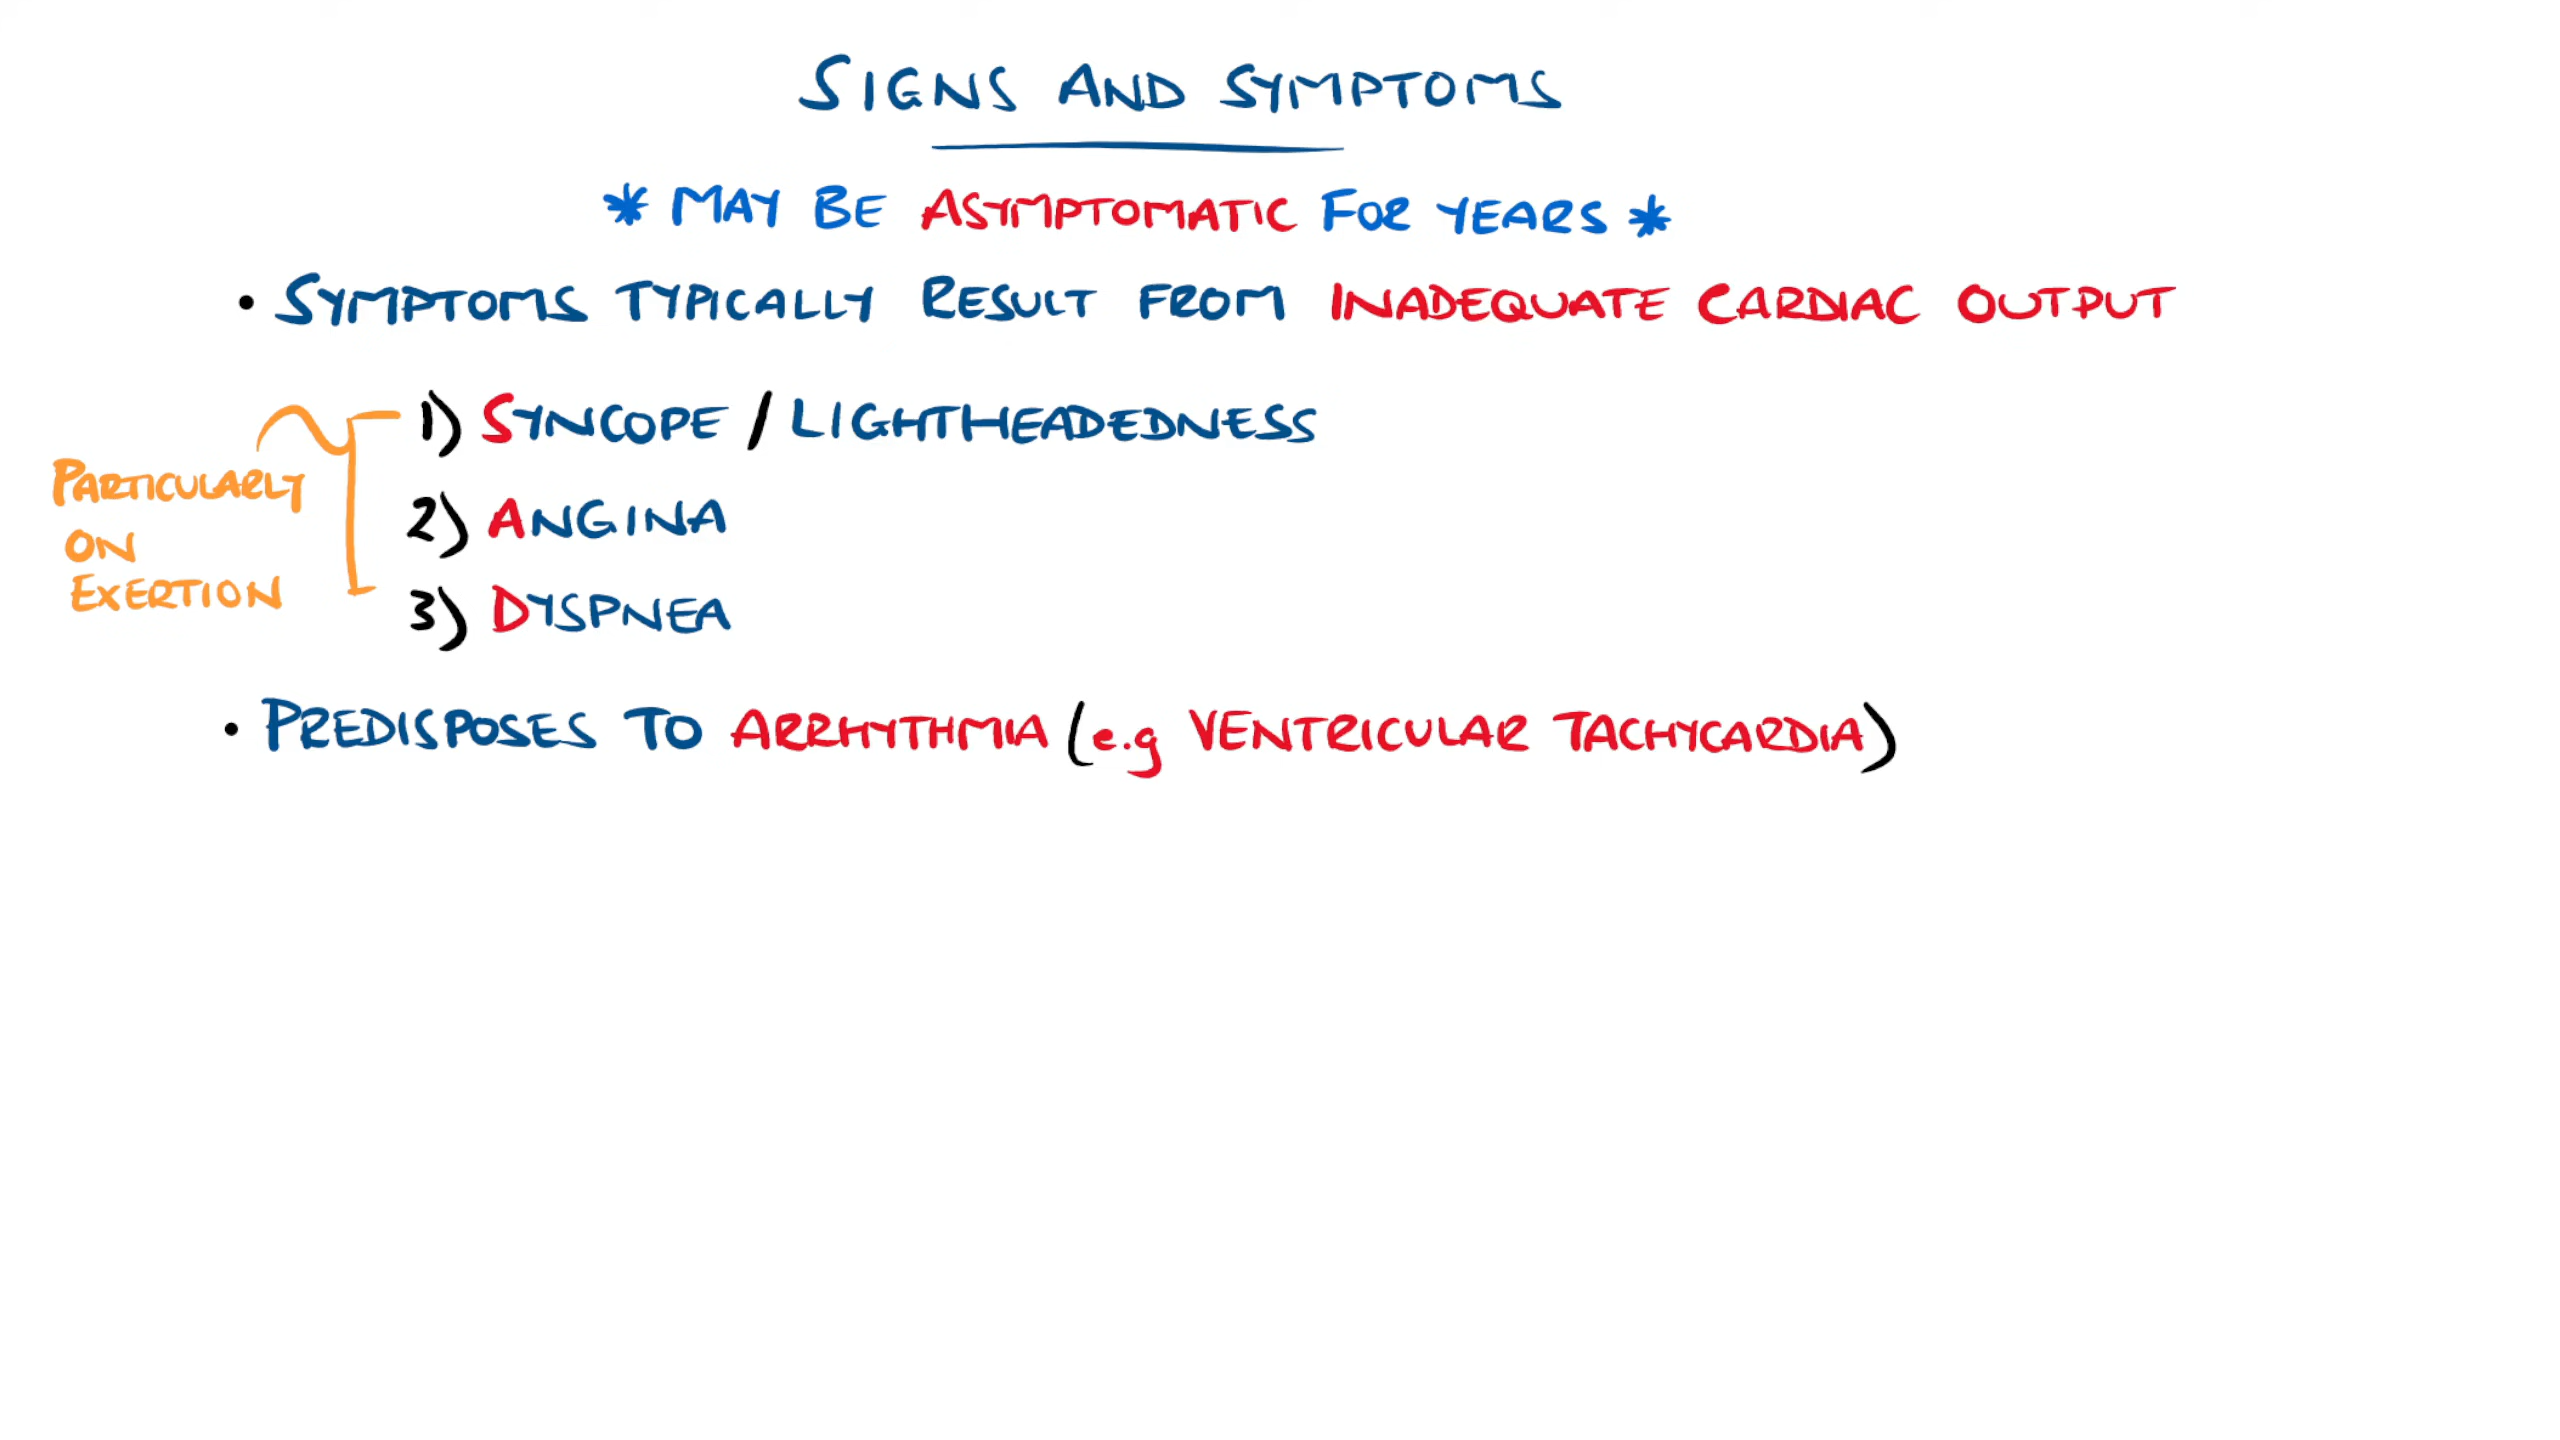 SIGNS AND SYMPTOMS
* MAY BE ASYMPTOMATIC FOR YEARS *
• SYMPTOMS TYPICALLY RESULT FROM INADEQUATE CARDIAC OUTPUT
1) SYNCOPE / LIGHTHEADEDNESS
PARTICULARLY
ON
EXERTION
2) ANGINA
3) DYSPNEA
• PREDISPOSES TO ARRHYTHMIA (e.g VENTRICULAR TACHYCARDIA)